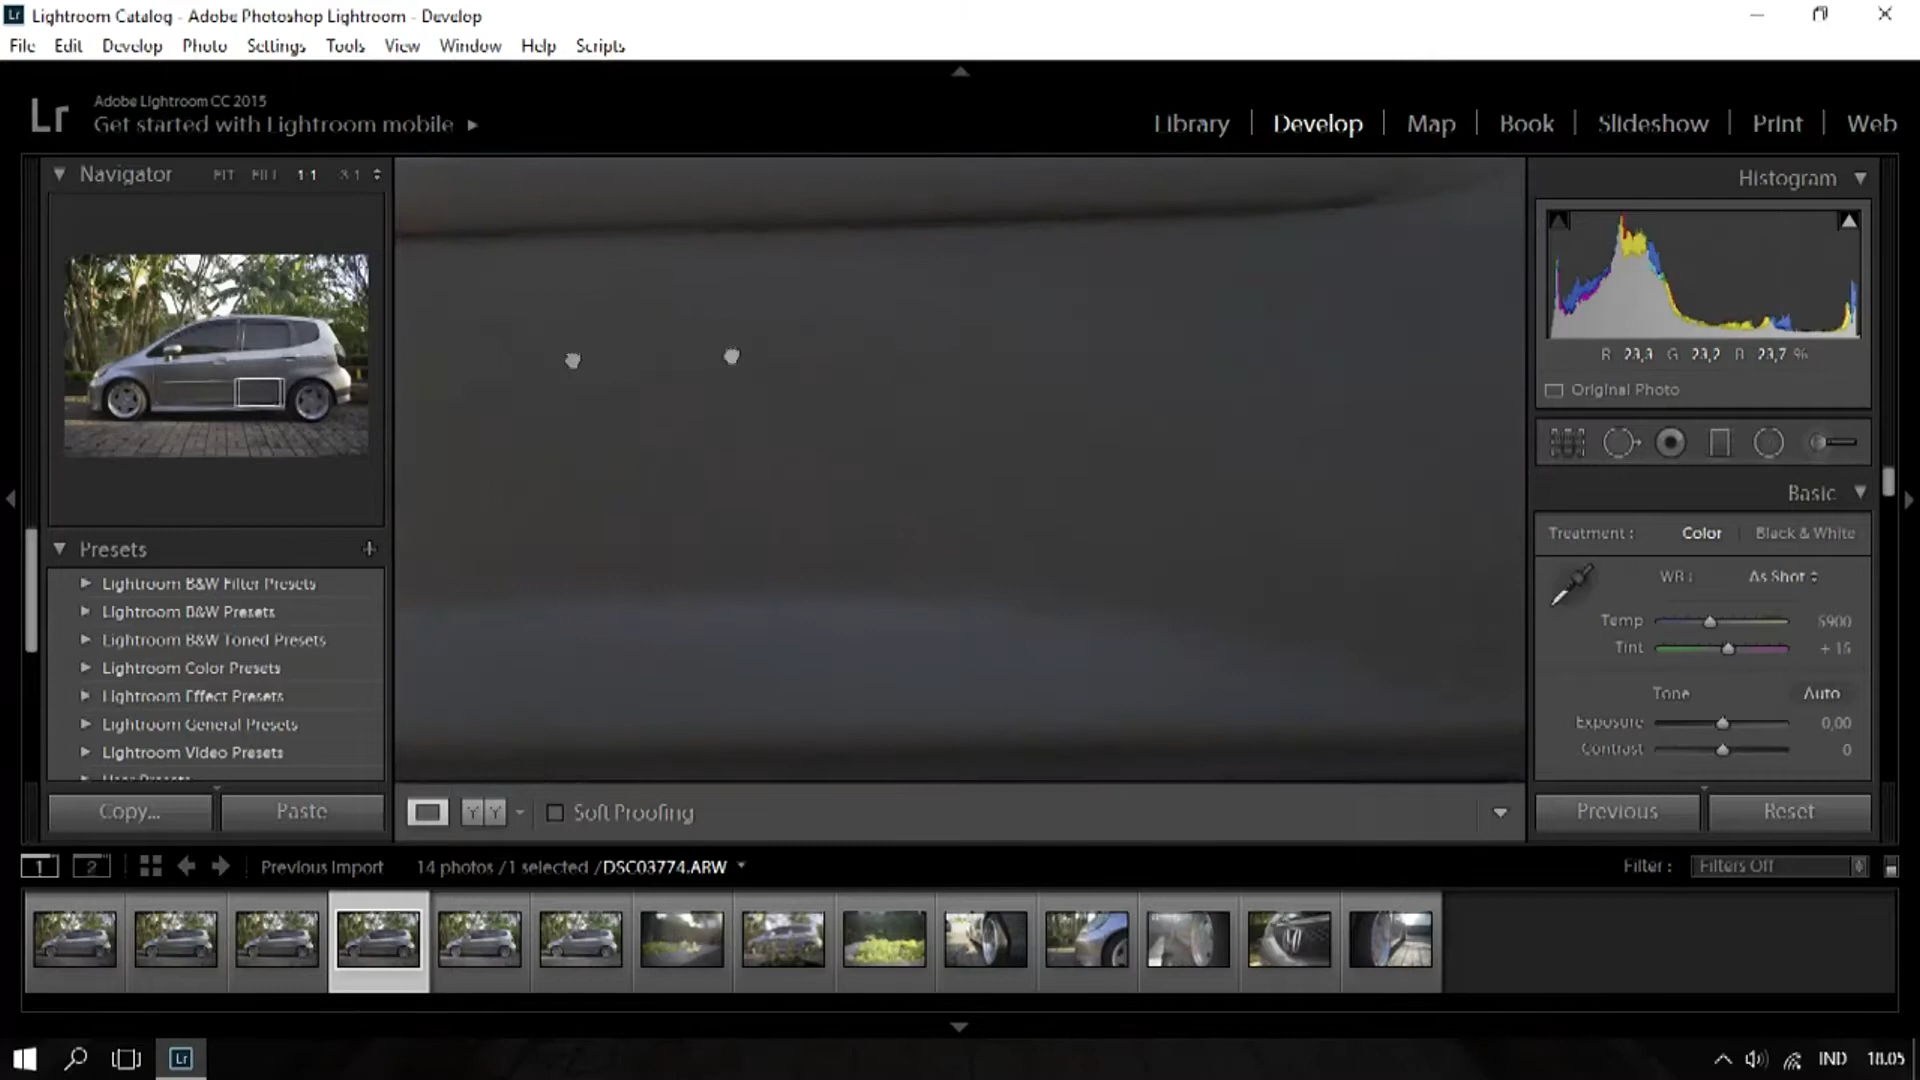 Lr Lightroom Catalog - Adobe Photoshop Lightroom - Develop
File Edit Develop Photo Settings Tools View Window Help Scripts
Lr Adobe Lightroom CC 2015
Get started with Lightroom mobile
Library Develop Map Book Slideshow Print Web
Navigator FIT FILL 1:1 3:1
Histogram
R 23,3 G 23,2 B 23,7 %
Original Photo
Basic
Treatment : Color Black & White
WB : As Shot
Temp 5900
Tint + 15
Tone Auto
Exposure 0,00
Contrast 0
Presets +
Lightroom B&W Filter Presets
Lightroom B&W Presets
Lightroom B&W Toned Presets
Lightroom Color Presets
Lightroom Effect Presets
Lightroom General Presets
Lightroom Video Presets
User Presets
Copy... Paste
Y Y Soft Proofing
Previous Reset
1 2 Previous Import 14 photos /1 selected /DSC03774.ARW
Filter : Filters Off
Lr IND 18.05